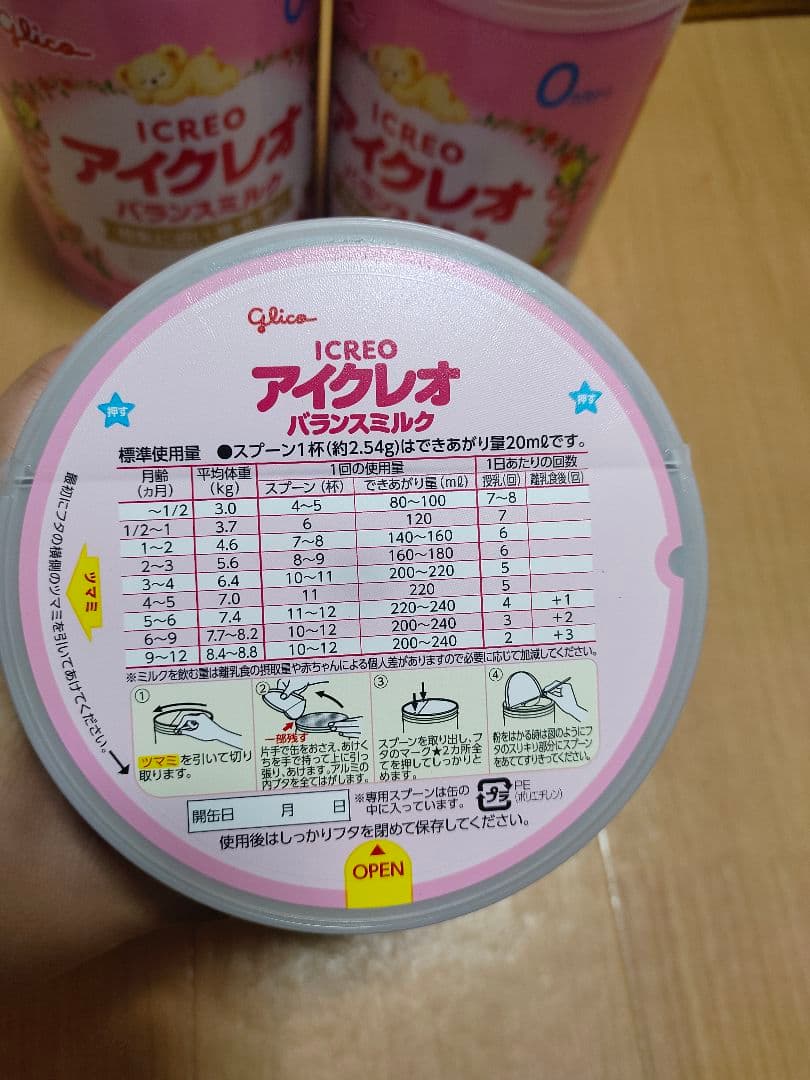 Glico
ICREO
アイクレオ
バランスミルク
0
ICREO
アイクレオ
バランスミルク
0
Glico
ICREO
アイクレオ
バランスミルク
押す
押す
標準使用量 ●スプーン1杯(約2.54g)はできあがり量20mℓです。
月齢(ヵ月) 平均体重(kg) 1回の使用量 1日あたりの回数
スプーン(杯) できあがり量(mℓ) 授乳(回) 離乳食後(回)
～1/2 3.0 4～5 80～100 7～8
1/2～1 3.7 6 120 7
1～2 4.6 7～8 140～160 6
2～3 5.6 8～9 160～180 6
3～4 6.4 10～11 200～220 5
4～5 7.0 11 220 5
5～6 7.4 11～12 220～240 4 +1
6～9 7.7～8.2 10～12 200～240 3 +2
9～12 8.4～8.8 10～12 200～240 2 +3
※ミルクを飲む量は離乳食の摂取量や赤ちゃんによる個人差がありますので必要に応じて加減してください。
最初にフタの横側のツマミを引いてあけてください。
ツマミ
①
ツマミを引いて切り
取ります。
②
一部残す
片手で缶をおさえ、あけく
ちを手で持って上に引っ
張り、あけます。アルミの
内ブタを全てはがします。
③
スプーンを取り出し、フ
タのマーク★2カ所全
てを押してしっかりと
めます。
④
粉をはかる時は図のようにフ
タのスリキリ部分にスプーン
をあててすりきってください。
開缶日 月 日
※専用スプーンは缶の
中に入っています。
プラ
PE
(ポリエチレン)
使用後はしっかりフタを閉めて保存してください。
OPEN